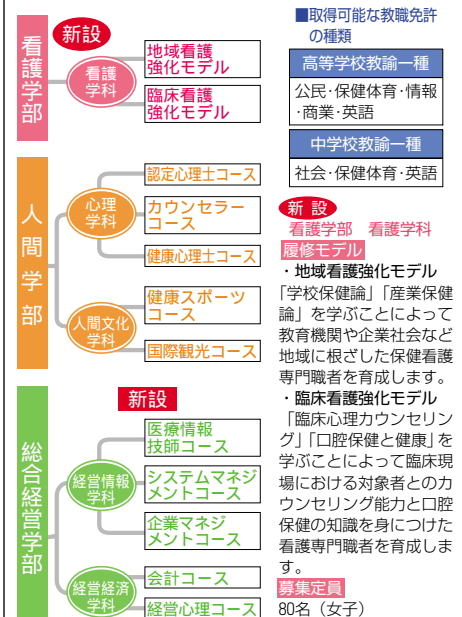 看護学部
新設
看護
学科
地域看護
強化モデル
臨床看護
強化モデル
人間学部
心理
学科
認定心理士コース
カウンセラー
コース
健康心理士コース
人間文化
学科
健康スポーツ
コース
国際観光コース
総合経営学部
新設
経営情報
学科
医療情報
技師コース
システムマネジ
メントコース
企業マネジ
メントコース
経営経済
学科
会計コース
経営心理コース
■取得可能な教職免許
の種類
高等学校教諭一種
公民・保健体育・情報
・商業・英語
中学校教諭一種
社会・保健体育・英語
新設
看護学部 看護学科
履修モデル
・地域看護強化モデル
「学校保健論」「産業保健
論」を学ぶことによって
教育機関や企業社会など
地域に根ざした保健看護
専門職者を育成します。
・臨床看護強化モデル
「臨床心理カウンセリン
グ」「口腔保健と健康」を
学ぶことによって臨床現
場における対象者とのカ
ウンセリング能力と口腔
保健の知識を身につけた
看護専門職者を育成しま
す。
募集定員
80名（女子）